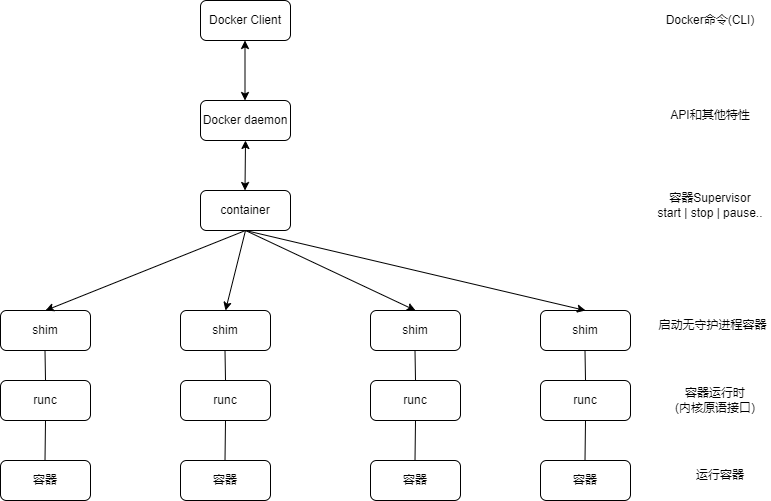 Docker Client
Docker命令(CLI)
Docker daemon
API和其他特性
container
容器Supervisor
start | stop | pause..
shim
shim
shim
shim
启动无守护进程容器
runc
runc
runc
runc
容器运行时
(内核原语接口)
容器
容器
容器
容器
运行容器